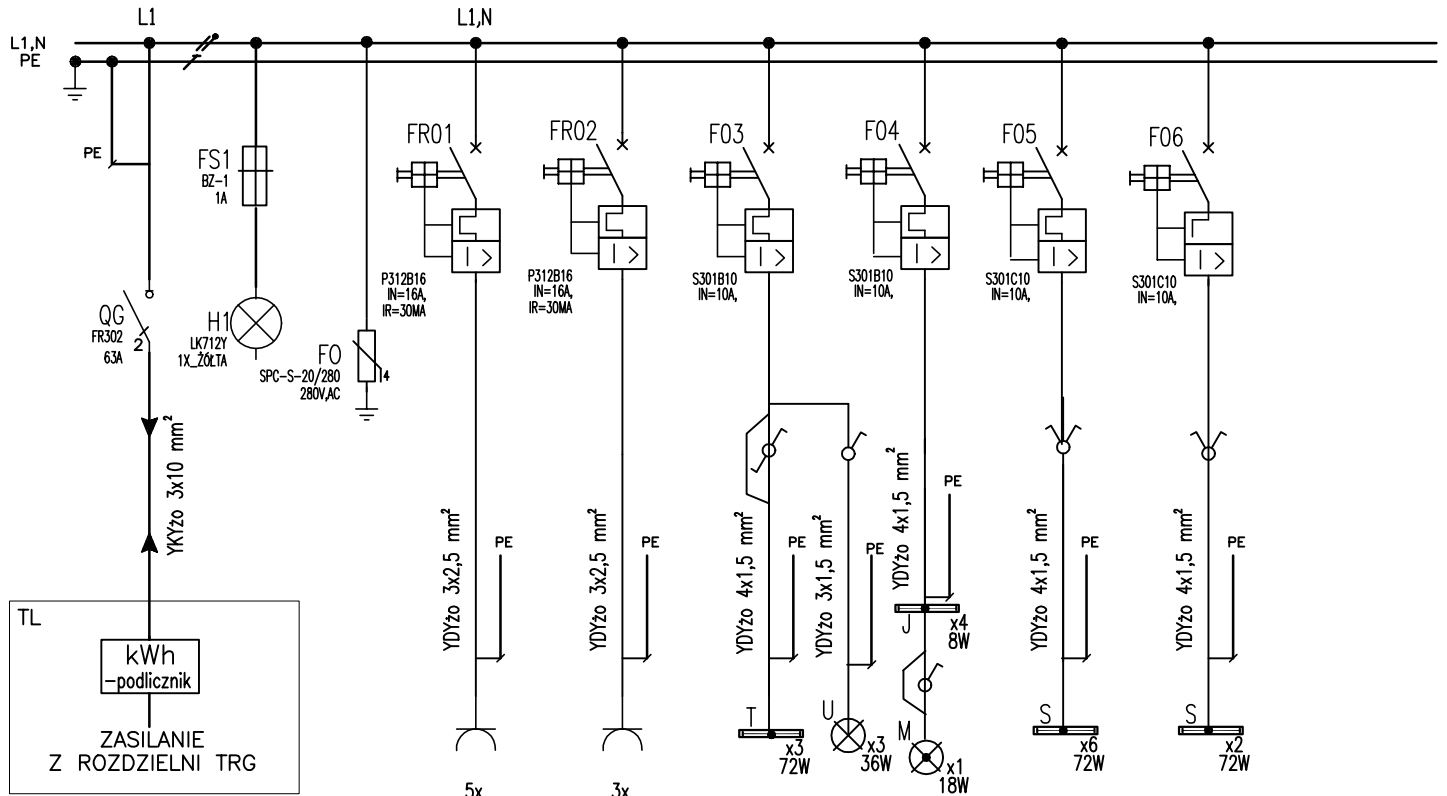 L1
L1,N
L1,N
PE
PE
FS1
BZ-1
1A
QG
FR302
63A
2
H1
LK712Y
1X_ŻÓŁTA
FO
SPC-S-20/280
280V,AC
4
YKYżo 3x10 mm²
TL
kWh
-podlicznik
ZASILANIE
Z ROZDZIELNI TRG
FR01
P312B16
IN=16A,
IR=30MA
I >
YDYżo 3x2,5 mm²
PE
5x
FR02
P312B16
IN=16A,
IR=30MA
I >
YDYżo 3x2,5 mm²
PE
3x
F03
S301B10
IN=10A,
I >
YDYżo 4x1,5 mm²
PE
T
x3
72W
YDYżo 3x1,5 mm²
PE
U
x3
36W
F04
S301B10
IN=10A,
I >
YDYżo 4x1,5 mm²
PE
J
x4
8W
M
x1
18W
F05
S301C10
IN=10A,
I >
YDYżo 4x1,5 mm²
PE
S
x6
72W
F06
S301C10
IN=10A,
I >
YDYżo 4x1,5 mm²
PE
S
x2
72W